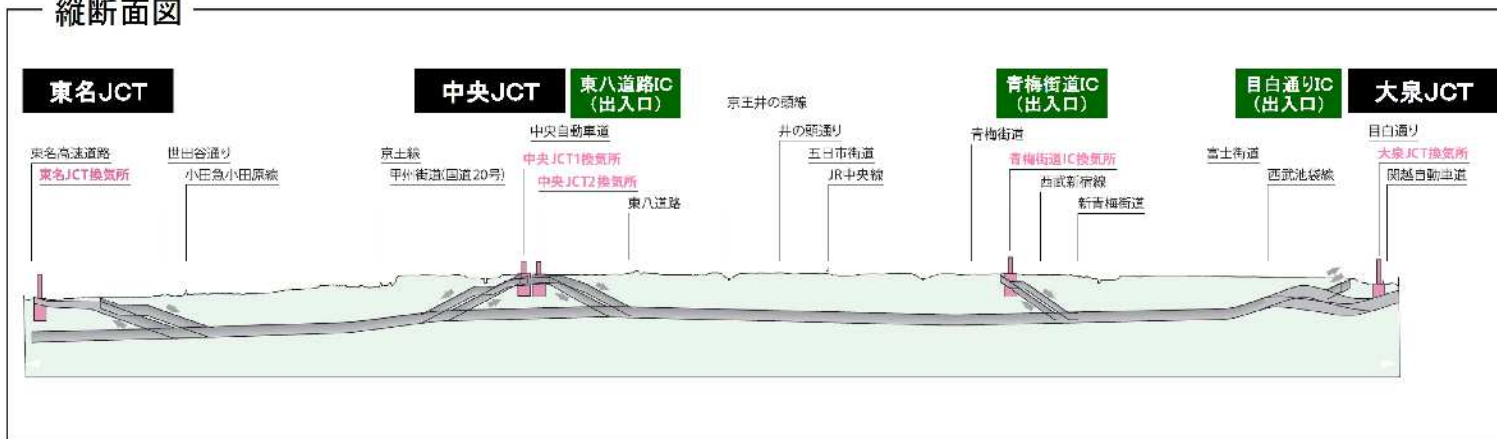 縦断面図
東名JCT
中央JCT
東八道路IC
(出入口)
青梅街道IC
(出入口)
目白通りIC
(出入口)
大泉JCT
東名高速道路
東名JCT換気所
世田谷通り
小田急小田原線
京王線
甲州街道(国道20号)
中央自動車道
中央JCT1換気所
中央JCT2換気所
東八道路
京王井の頭線
井の頭通り
五日市街道
JR中央線
青梅街道
青梅街道IC換気所
西武新宿線
新青梅街道
富士街道
西武池袋線
目白通り
大泉JCT換気所
関越自動車道